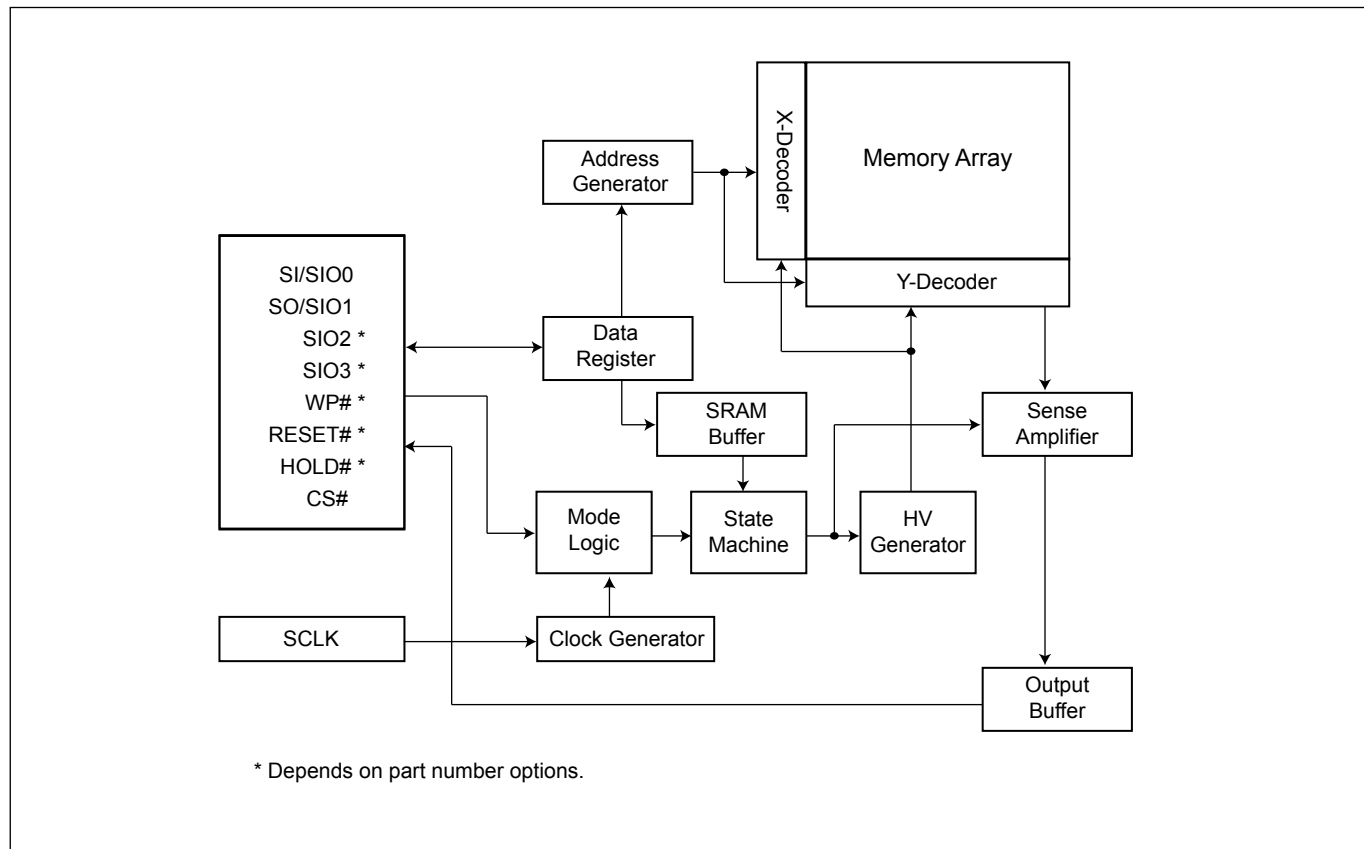 X-Decoder
Memory Array
Address
Generator
Y-Decoder
SI/SIO0
SO/SIO1
SIO2 *
SIO3 *
WP# *
RESET# *
HOLD# *
CS#
Data
Register
SRAM
Buffer
Sense
Amplifier
Mode
Logic
State
Machine
HV
Generator
SCLK
Clock Generator
Output
Buffer
* Depends on part number options.